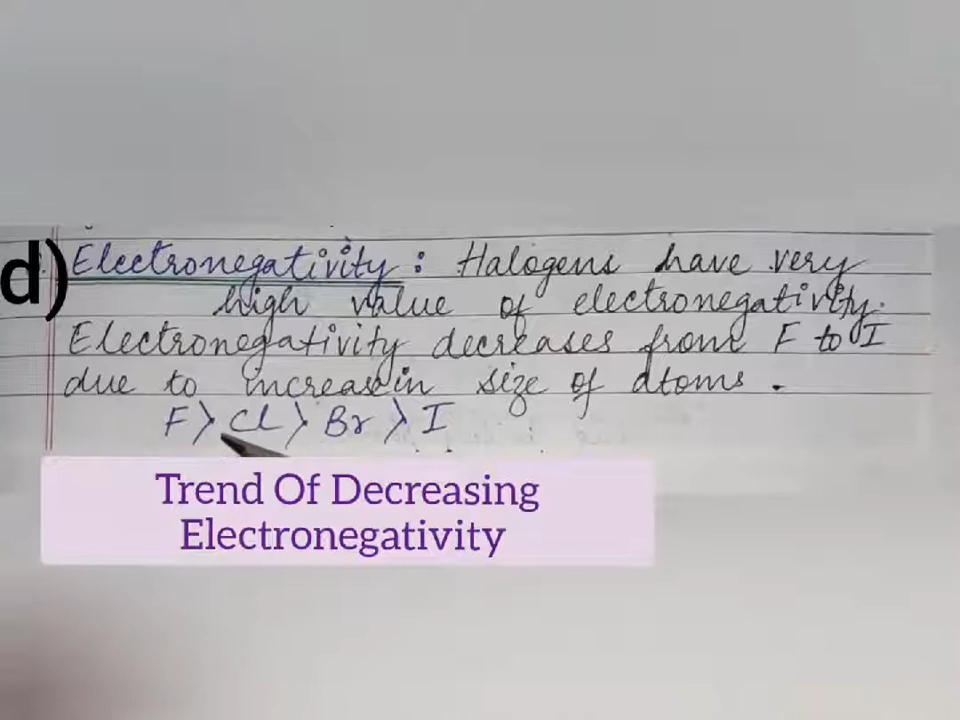 d) Electronegativity : Halogens have very
high value of electronegativity.
Electronegativity decreases from F to I
due to increase in size of atoms .
F > Cl > Br > I
Trend Of Decreasing
Electronegativity